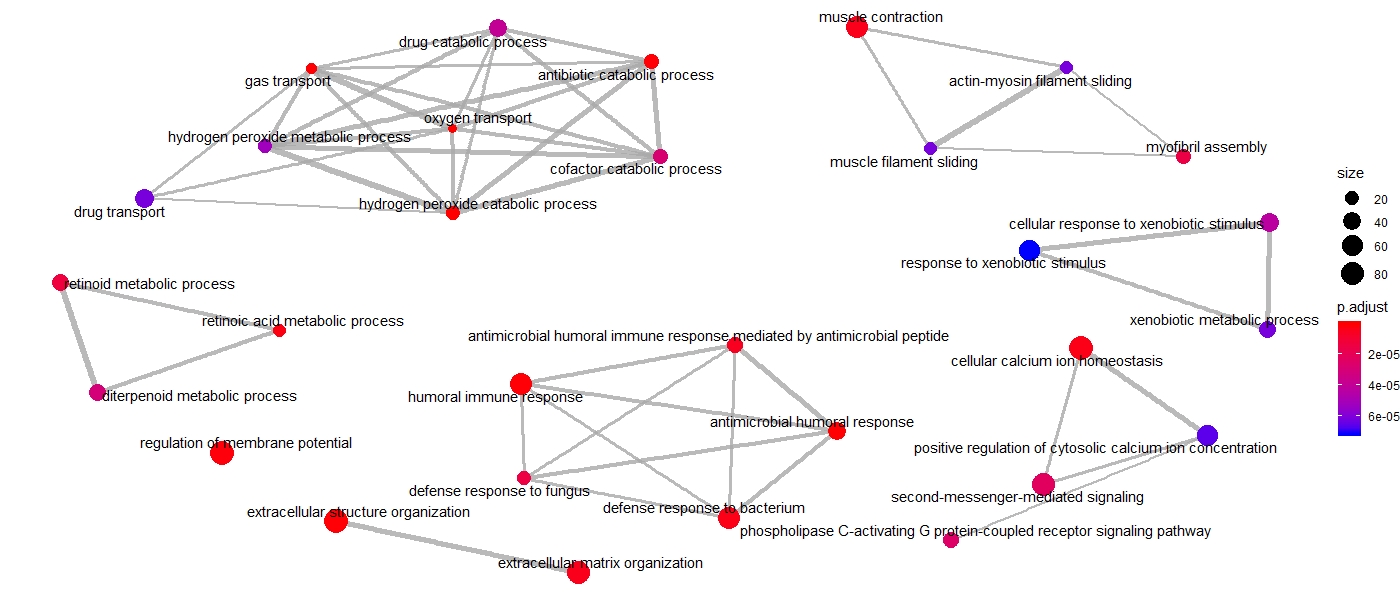 muscle contraction
drug catabolic process
antibiotic catabolic process
gas transport
actin-myosin filament sliding
oxygen transport
hydrogen peroxide metabolic process
myofibril assembly
muscle filament sliding
cofactor catabolic process
hydrogen peroxide catabolic process
drug transport
size
20
40
60
80
cellular response to xenobiotic stimulus
response to xenobiotic stimulus
xenobiotic metabolic process
retinoid metabolic process
retinoic acid metabolic process
diterpenoid metabolic process
p.adjust
2e-05
4e-05
6e-05
antimicrobial humoral immune response mediated by antimicrobial peptide
humoral immune response
antimicrobial humoral response
defense response to fungus
defense response to bacterium
cellular calcium ion homeostasis
positive regulation of cytosolic calcium ion concentration
second-messenger-mediated signaling
phospholipase C-activating G protein-coupled receptor signaling pathway
regulation of membrane potential
extracellular structure organization
extracellular matrix organization